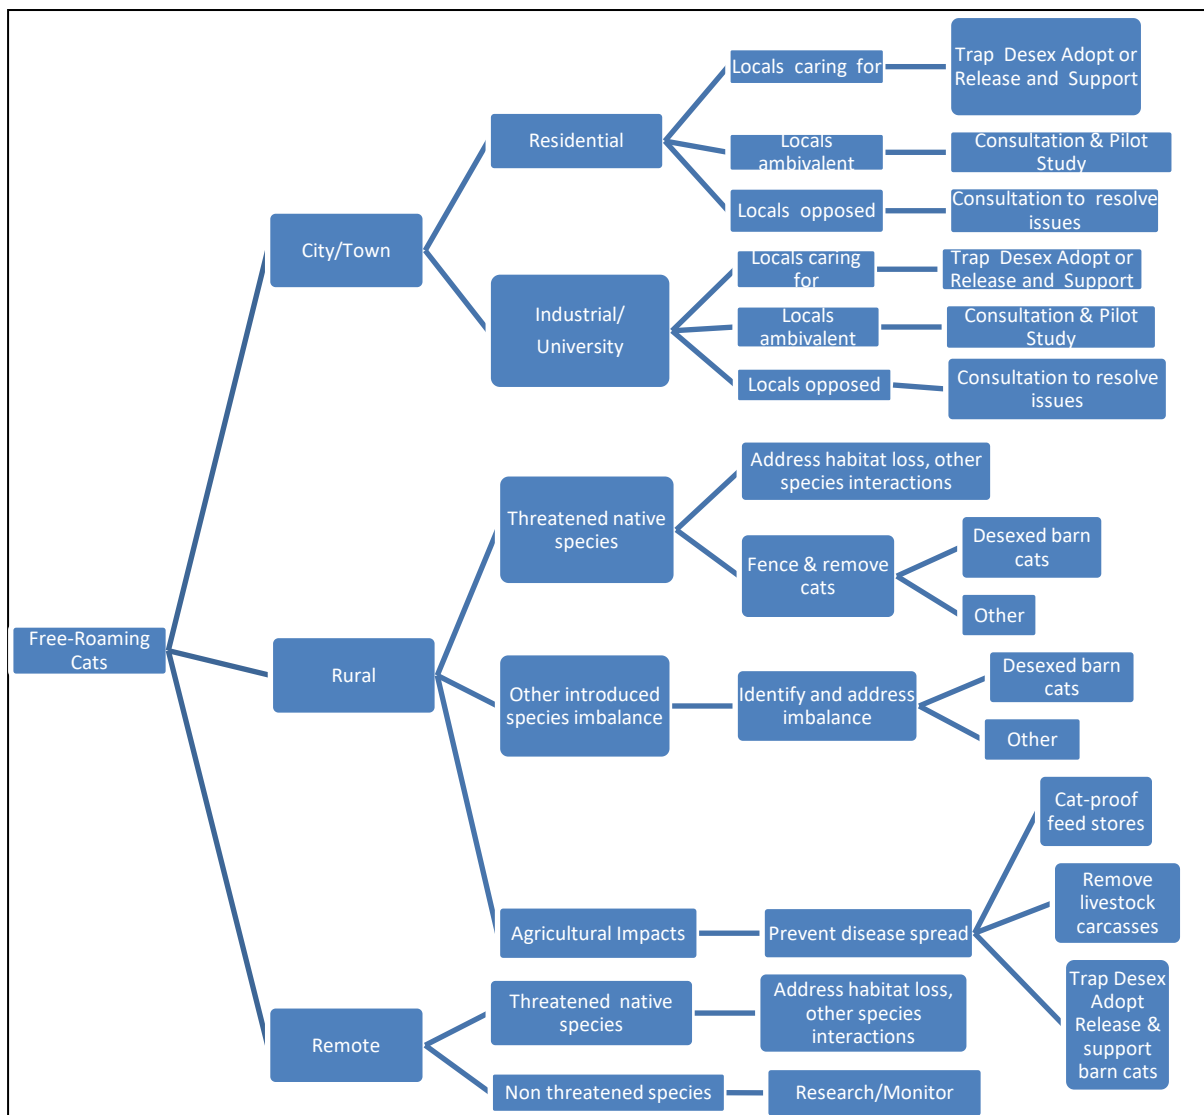 Free-Roaming
Cats
City/Town
Residential
Locals caring for
Trap Desex Adopt or
Release and Support
Locals
ambivalent
Consultation & Pilot
Study
Locals opposed
Consultation to resolve
issues
Industrial/
University
Locals caring
for
Trap Desex Adopt or
Release and Support
Locals
ambivalent
Consultation & Pilot
Study
Locals opposed
Consultation to resolve
issues
Rural
Threatened native
species
Address habitat loss, other
species interactions
Fence & remove
cats
Desexed barn
cats
Other
Other introduced
species imbalance
Identify and address
imbalance
Desexed barn
cats
Other
Agricultural Impacts
Prevent disease spread
Cat-proof
feed stores
Remove
livestock
carcasses
Trap Desex
Adopt
Release &
support
barn cats
Remote
Threatened native
species
Address habitat loss,
other species
interactions
Non threatened species
Research/Monitor